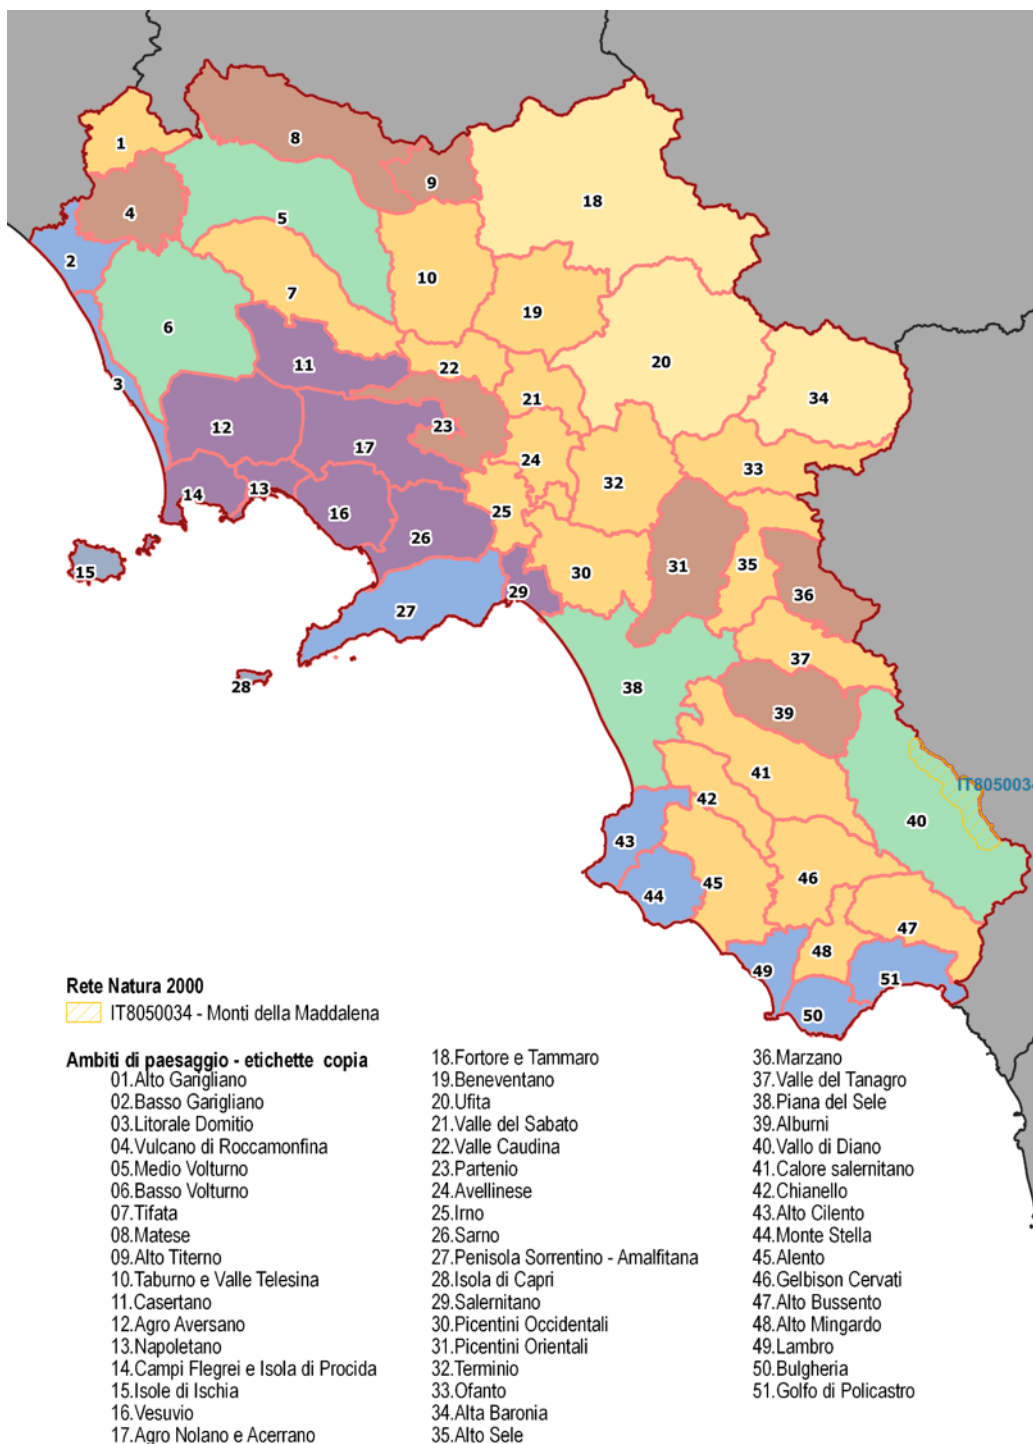 1
8
9
4
18
5
2
10
7
19
6
11
22
3
20
21
34
12
23
17
24
33
32
14
13
25
16
26
31
35
30
36
15
29
27
37
28
38
39
41
IT8050034
42
40
43
46
45
44
47
48
49
51
50
Rete Natura 2000
IT8050034 - Monti della Maddalena
Ambiti di paesaggio - etichette copia
01.Alto Garigliano
02.Basso Garigliano
03.Litorale Domitio
04.Vulcano di Roccamonfina
05.Medio Volturno
06.Basso Volturno
07.Tifata
08.Matese
09.Alto Titerno
10.Taburno e Valle Telesina
11.Casertano
12.Agro Aversano
13.Napoletano
14.Campi Flegrei e Isola di Procida
15.Isole di Ischia
16.Vesuvio
17.Agro Nolano e Acerrano
18.Fortore e Tammaro
19.Beneventano
20.Ufita
21.Valle del Sabato
22.Valle Caudina
23.Partenio
24.Avellinese
25.Irno
26.Sarno
27.Penisola Sorrentino - Amalfitana
28.Isola di Capri
29.Salernitano
30.Picentini Occidentali
31.Picentini Orientali
32.Terminio
33.Ofanto
34.Alta Baronia
35.Alto Sele
36.Marzano
37.Valle del Tanagro
38.Piana del Sele
39.Alburni
40.Vallo di Diano
41.Calore salernitano
42.Chianello
43.Alto Cilento
44.Monte Stella
45.Alento
46.Gelbison Cervati
47.Alto Bussento
48.Alto Mingardo
49.Lambro
50.Bulgheria
51.Golfo di Policastro